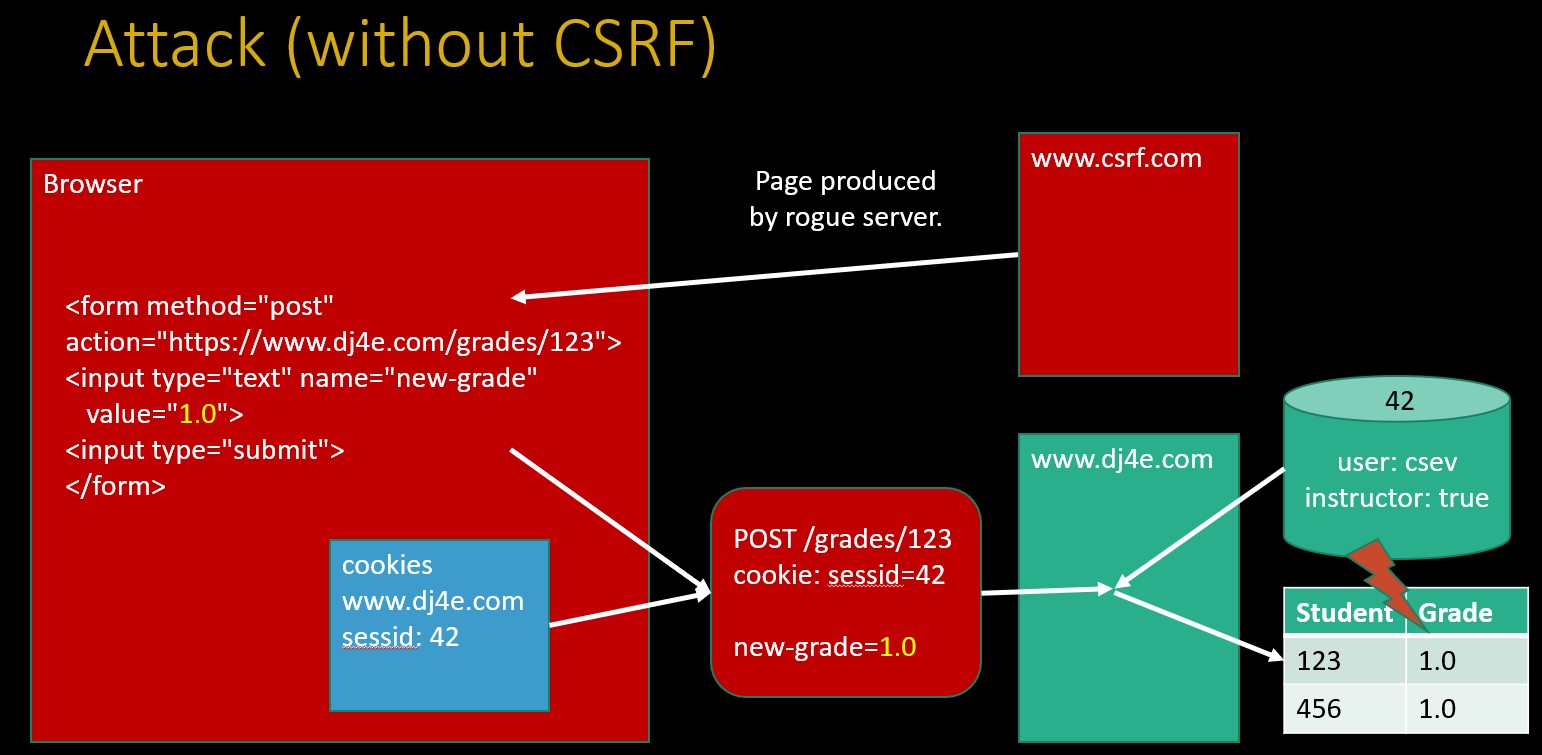 Attack (without CSRF)
Browser
<form method="post"
action="https://www.dj4e.com/grades/123">
<input type="text" name="new-grade"
value="1.0">
<input type="submit">
</form>
cookies
www.dj4e.com
sessid: 42
Page produced
by rogue server.
www.csrf.com
POST /grades/123
cookie: sessid=42
new-grade=1.0
www.dj4e.com
42
user: csev
instructor: true
Student Grade
123 1.0
456 1.0